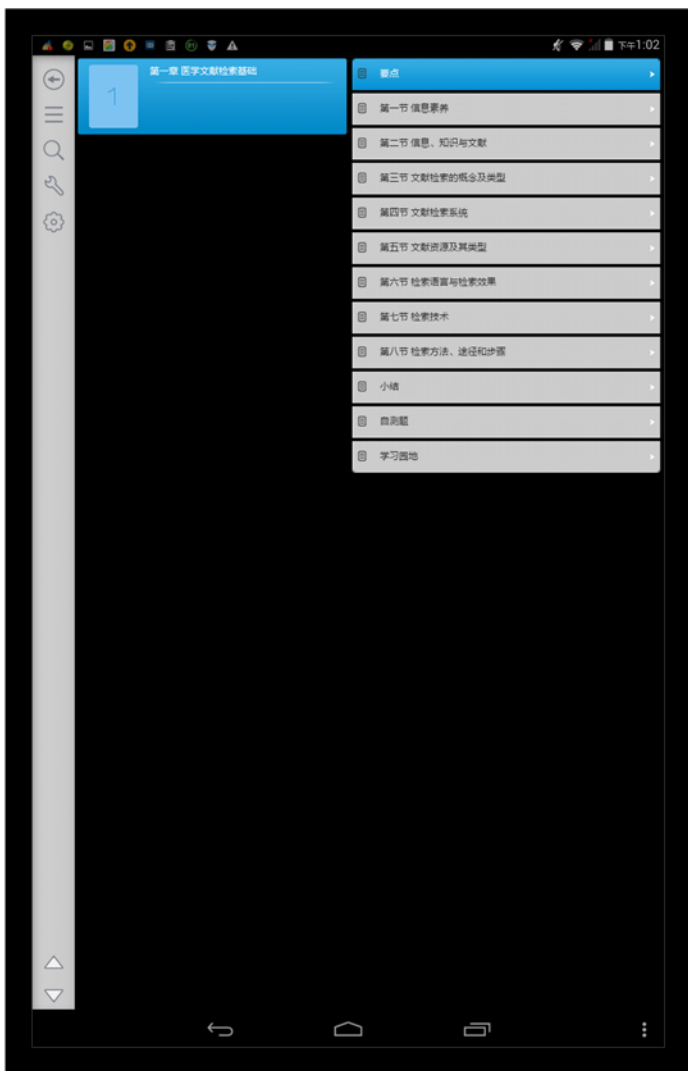 下午1:02
第一章 医学文献检索基础
1
要点
第一节 信息素养
第二节 信息、知识与文献
第三节 文献检索的概念及类型
第四节 文献检索系统
第五节 文献资源及其类型
第六节 检索语言与检索效果
第七节 检索技术
第八节 检索方法、途径和步骤
小结
自测题
学习园地